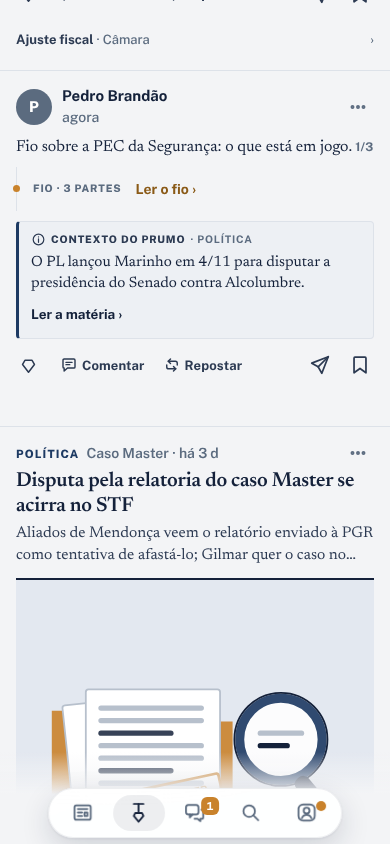 Ajuste fiscal · Câmara ›
P
Pedro Brandão
agora
Fio sobre a PEC da Segurança: o que está em jogo. 1/3
FIO · 3 PARTES Ler o fio ›
CONTEXTO DO PRUMO · POLÍTICA
O PL lançou Marinho em 4/11 para disputar a
presidência do Senado contra Alcolumbre.
Ler a matéria ›
Comentar Repostar
POLÍTICA Caso Master · há 3 d
Disputa pela relatoria do caso Master se
acirra no STF
Aliados de Mendonça veem o relatório enviado à PGR
como tentativa de afastá-lo; Gilmar quer o caso no...
1